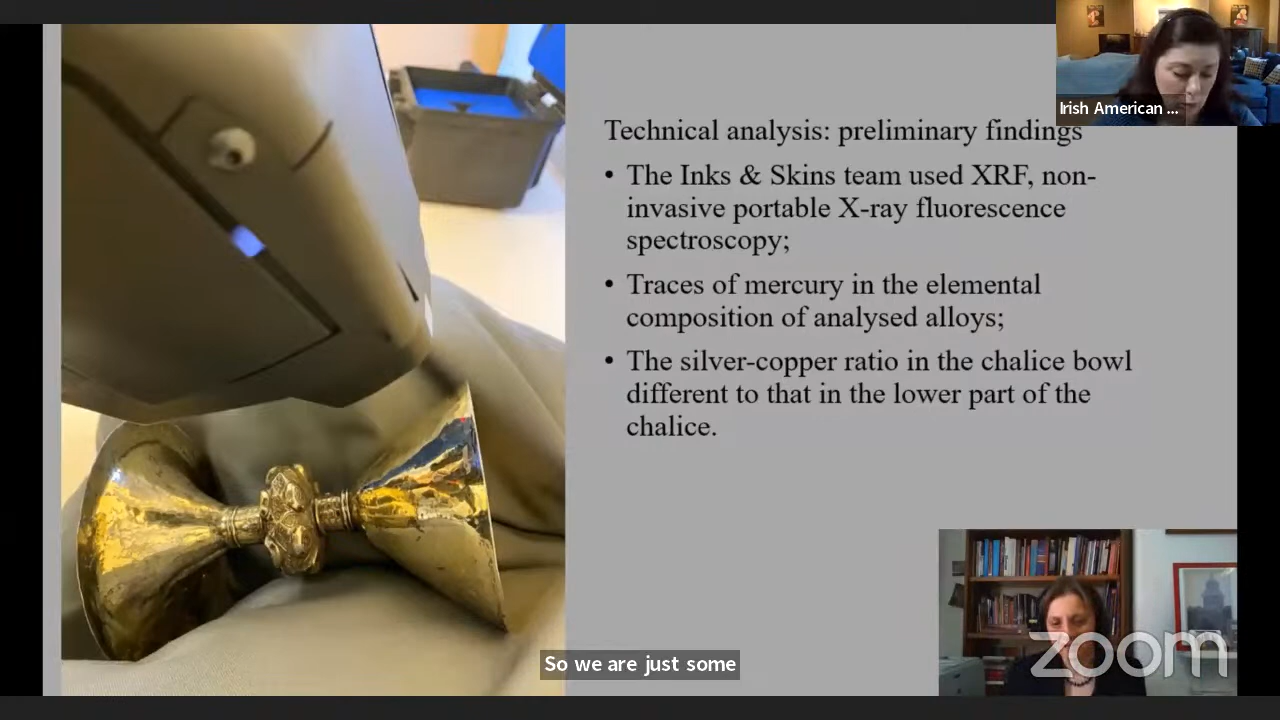 Irish American ...
Technical analysis: preliminary findings
• The Inks & Skins team used XRF, non-
invasive portable X-ray fluorescence
spectroscopy;
• Traces of mercury in the elemental
composition of analysed alloys;
• The silver-copper ratio in the chalice bowl
different to that in the lower part of the
chalice.
So we are just some
zoom